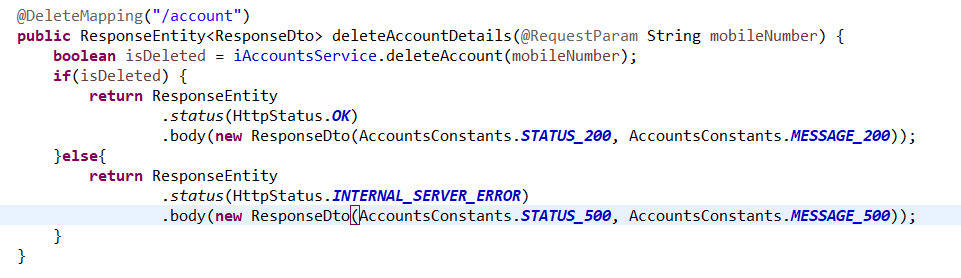 @DeleteMapping("/account")
public ResponseEntity<ResponseDto> deleteAccountDetails(@RequestParam String mobileNumber) {
    boolean isDeleted = iAccountsService.deleteAccount(mobileNumber);
    if(isDeleted) {
        return ResponseEntity
                .status(HttpStatus.OK)
                .body(new ResponseDto(AccountsConstants.STATUS_200, AccountsConstants.MESSAGE_200));
    }else{
        return ResponseEntity
                .status(HttpStatus.INTERNAL_SERVER_ERROR)
                .body(new ResponseDto(AccountsConstants.STATUS_500, AccountsConstants.MESSAGE_500));
    }
}